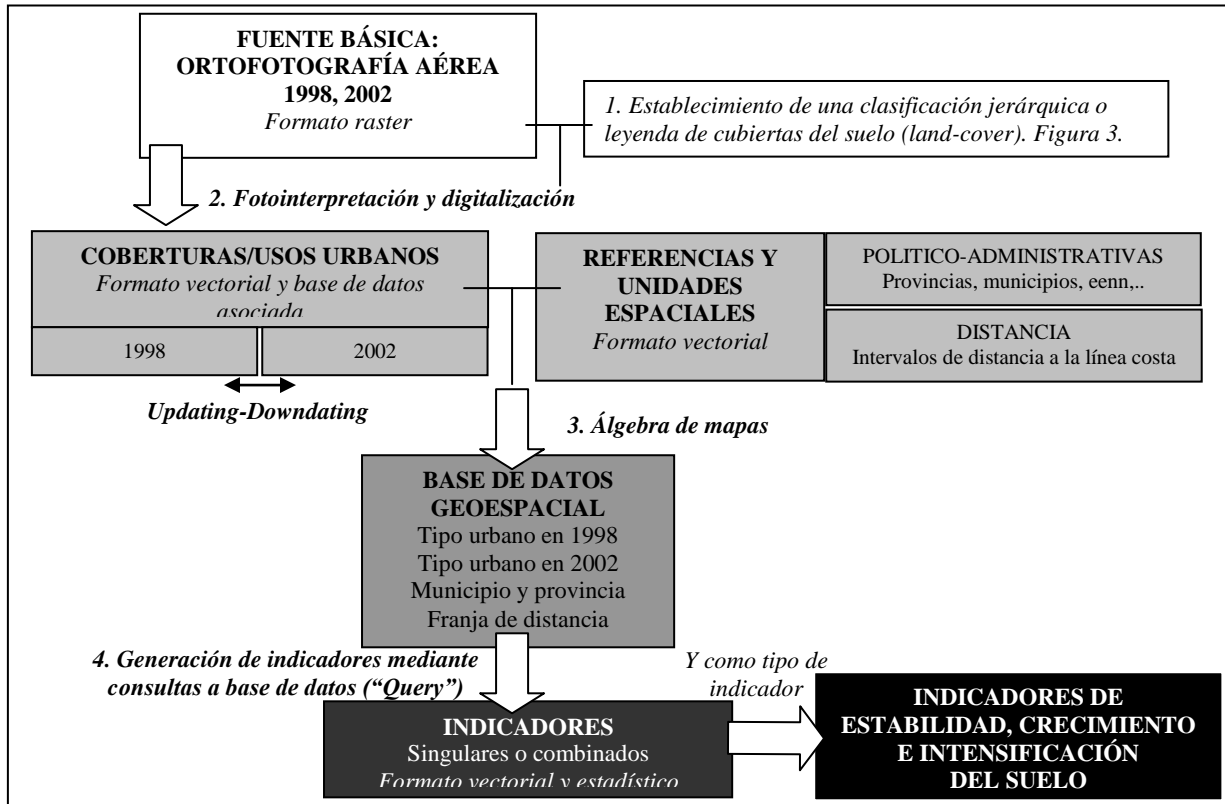 FUENTE BÁSICA:
ORTOFOTOGRAFÍA AÉREA
1998, 2002
Formato raster
1. Establecimiento de una clasificación jerárquica o
leyenda de cubiertas del suelo (land-cover). Figura 3.
2. Fotointerpretación y digitalización
COBERTURAS/USOS URBANOS
Formato vectorial y base de datos
asociada
1998
2002
Updating-Downdating
REFERENCIAS Y
UNIDADES
ESPACIALES
Formato vectorial
POLITICO-ADMINISTRATIVAS
Provincias, municipios, eenn,..
DISTANCIA
Intervalos de distancia a la línea costa
3. Álgebra de mapas
BASE DE DATOS
GEOESPACIAL
Tipo urbano en 1998
Tipo urbano en 2002
Municipio y provincia
Franja de distancia
4. Generación de indicadores mediante
consultas a base de datos (“Query”)
Y como tipo de
indicador
INDICADORES
Singulares o combinados
Formato vectorial y estadístico
INDICADORES DE
ESTABILIDAD, CRECIMIENTO
E INTENSIFICACIÓN
DEL SUELO